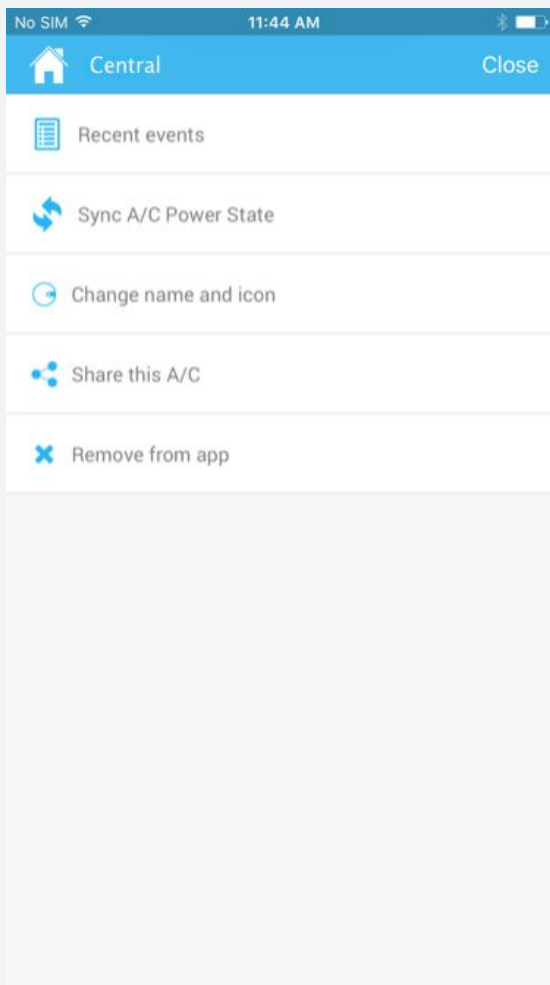 No SIM 11:44 AM
Central Close
Recent events
Sync A/C Power State
Change name and icon
Share this A/C
Remove from app